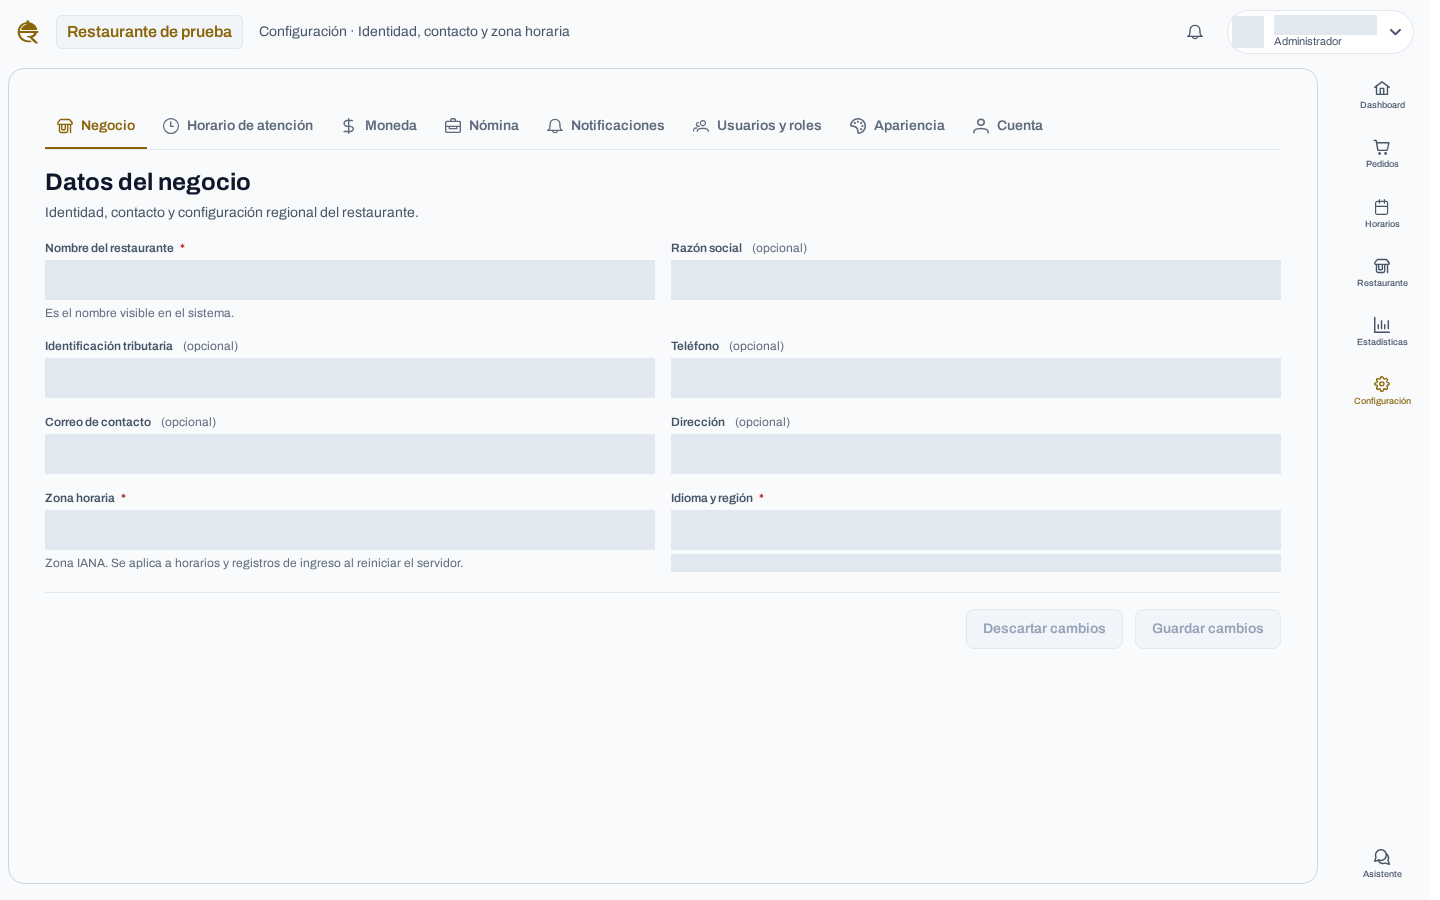 Restaurante de prueba
Configuración · Identidad, contacto y zona horaria
Administrador
Negocio
Horario de atención
Moneda
Nómina
Notificaciones
Usuarios y roles
Apariencia
Cuenta
Datos del negocio
Identidad, contacto y configuración regional del restaurante.
Nombre del restaurante *
Razón social (opcional)
Es el nombre visible en el sistema.
Identificación tributaria (opcional)
Teléfono (opcional)
Correo de contacto (opcional)
Dirección (opcional)
Zona horaria *
Idioma y región *
Zona IANA. Se aplica a horarios y registros de ingreso al reiniciar el servidor.
Descartar cambios
Guardar cambios
Dashboard
Pedidos
Horarios
Restaurante
Estadísticas
Configuración
Asistente